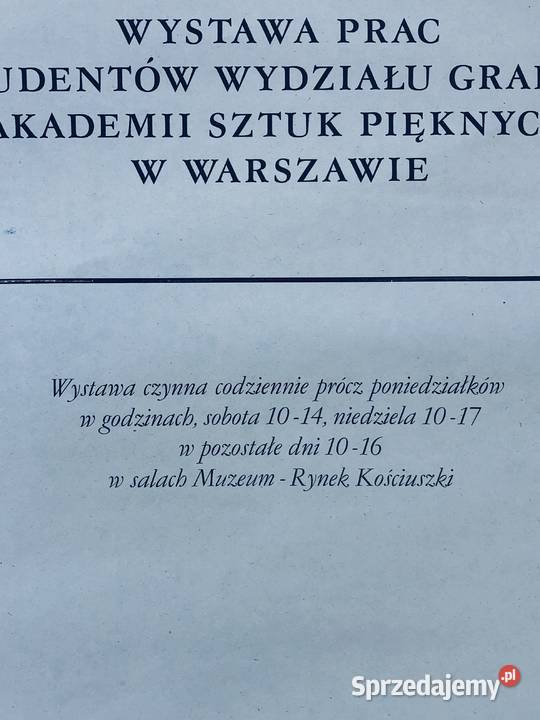 WYSTAWA PRAC
UDENTÓW WYDZIAŁU GRA
AKADEMII SZTUK PIĘKNYC
W WARSZAWIE
Wystawa czynna codziennie prócz poniedziałków
w godzinach, sobota 10-14, niedziela 10-17
w pozostałe dni 10-16
w salach Muzeum - Rynek Kościuszki
Sprzedajemy.pl